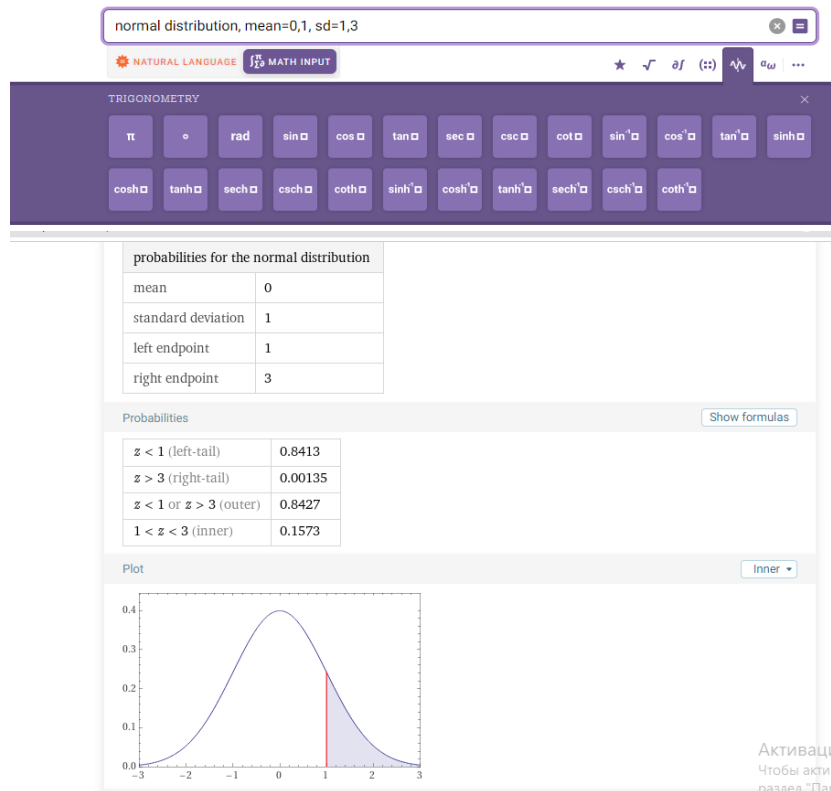 normal distribution, mean=0,1, sd=1,3
NATURAL LANGUAGE ∫Σ∂π MATH INPUT
√ ∂∫ (::) αω ...
TRIGONOMETRY
π ° rad sin cos tan sec csc cot sin⁻¹ cos⁻¹ tan⁻¹ sinh
cosh tanh sech csch coth sinh⁻¹ cosh⁻¹ tanh⁻¹ sech⁻¹ csch⁻¹ coth⁻¹
probabilities for the normal distribution
mean 0
standard deviation 1
left endpoint 1
right endpoint 3
Probabilities Show formulas
z < 1 (left-tail) 0.8413
z > 3 (right-tail) 0.00135
z < 1 or z > 3 (outer) 0.8427
1 < z < 3 (inner) 0.1573
Plot Inner
0.4
0.3
0.2
0.1
0.0
−3 −2 −1 0 1 2 3
Активаци
Чтобы акти
раздел "Пар